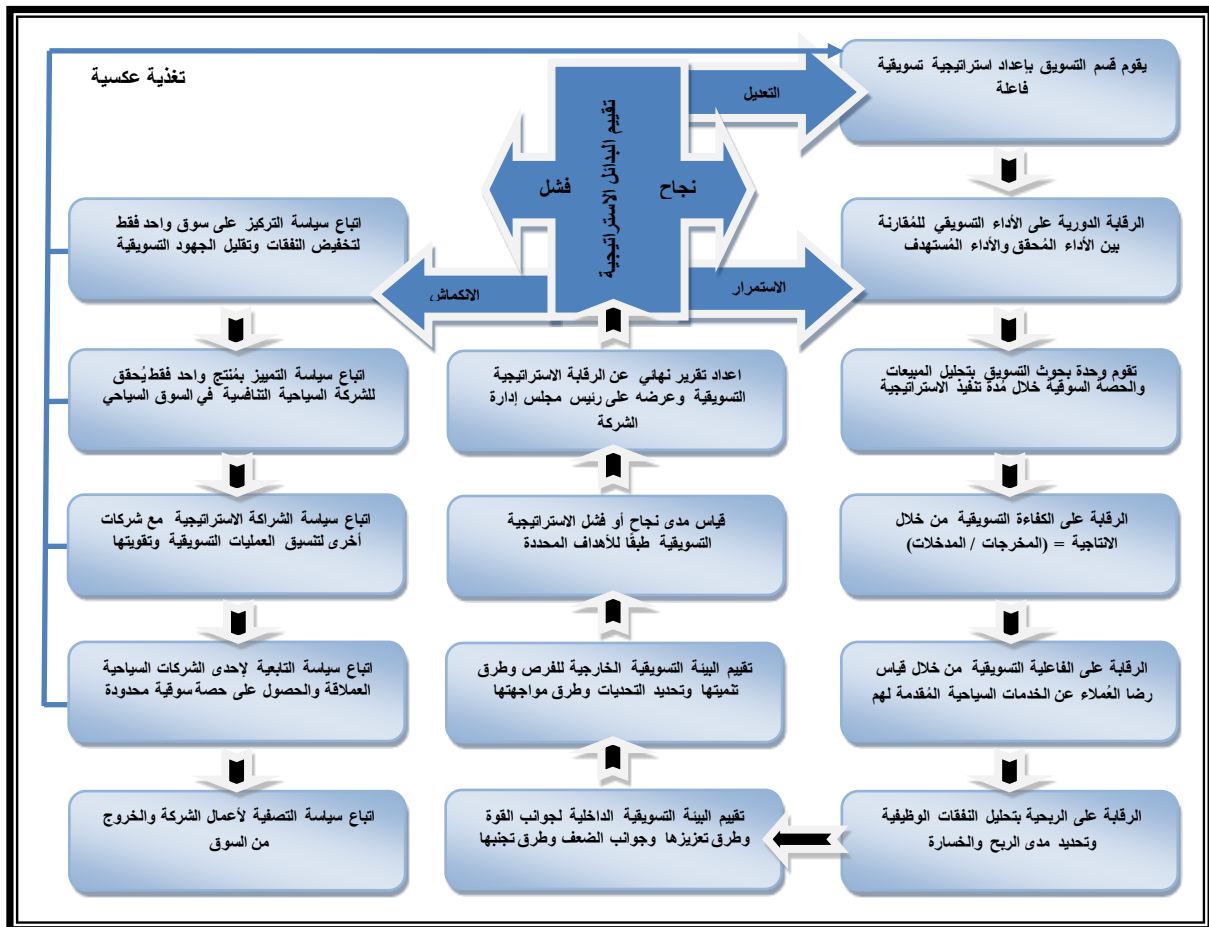 تغذية عكسية
يقوم قسم التسويق بإعداد استراتيجية تسويقية
فاعلة
التعديل
تقييم البدائل الاستراتيجية
نجاح
فشل
الاستمرار
الانكماش
الرقابة الدورية على الأداء التسويقي للمُقارنة
بين الأداء المُحقق والأداء المُستهدف
تقوم وحدة بحوث التسويق بتحليل المبيعات
والحصة السوقية خلال مُدة تنفيذ الاستراتيجية
الرقابة على الكفاءة التسويقية من خلال
الانتاجية = (المخرجات / المدخلات)
الرقابة على الفاعلية التسويقية من خلال قياس
رضا العُملاء عن الخدمات السياحية المُقدمة لهم
الرقابة على الربحية بتحليل النفقات الوظيفية
وتحديد مدى الربح والخسارة
تقييم البيئة التسويقية الداخلية لجوانب القوة
وطرق تعزيزها وجوانب الضعف وطرق تجنبها
تقييم البيئة التسويقية الخارجية للفرص وطرق
تنميتها وتحديد التحديات وطرق مواجهتها
قياس مدى نجاح أو فشل الاستراتيجية
التسويقية طبقًا للأهداف المحددة
اعداد تقرير نهائي عن الرقابة الاستراتيجية
التسويقية وعرضه على رئيس مجلس إدارة
الشركة
اتباع سياسة التركيز على سوق واحد فقط
لتخفيض النفقات وتقليل الجهود التسويقية
اتباع سياسة التمييز بمُنتج واحد فقط يُحقق
للشركة السياحية التنافسية في السوق السياحي
اتباع سياسة الشراكة الاستراتيجية مع شركات
أخرى لتنسيق العمليات التسويقية وتقويتها
اتباع سياسة التابعية لإحدى الشركات السياحية
العملاقة والحصول على حصة سوقية محدودة
اتباع سياسة التصفية لأعمال الشركة والخروج
من السوق